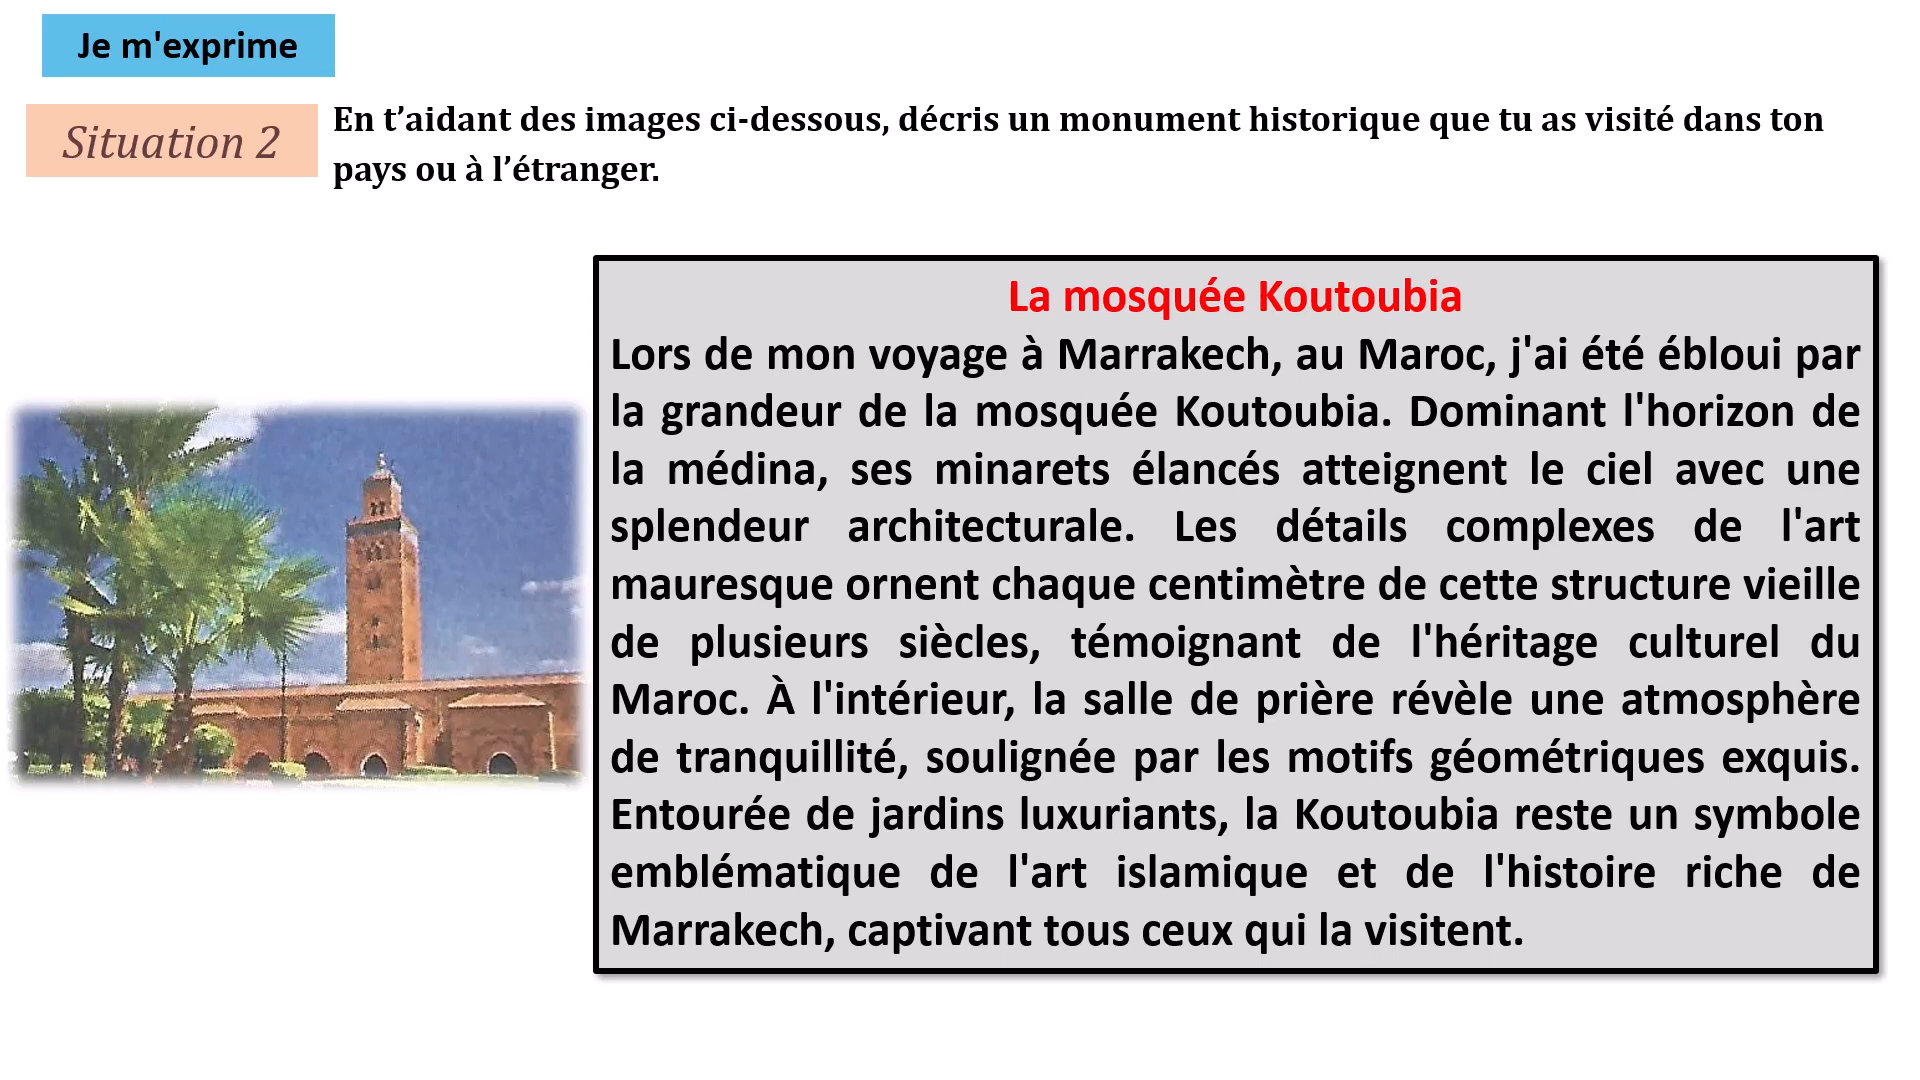 Je m'exprime
Situation 2
En t’aidant des images ci-dessous, décris un monument historique que tu as visité dans ton
pays ou à l’étranger.
La mosquée Koutoubia
Lors de mon voyage à Marrakech, au Maroc, j'ai été ébloui par
la grandeur de la mosquée Koutoubia. Dominant l'horizon de
la médina, ses minarets élancés atteignent le ciel avec une
splendeur architecturale. Les détails complexes de l'art
mauresque ornent chaque centimètre de cette structure vieille
de plusieurs siècles, témoignant de l'héritage culturel du
Maroc. À l'intérieur, la salle de prière révèle une atmosphère
de tranquillité, soulignée par les motifs géométriques exquis.
Entourée de jardins luxuriants, la Koutoubia reste un symbole
emblématique de l'art islamique et de l'histoire riche de
Marrakech, captivant tous ceux qui la visitent.